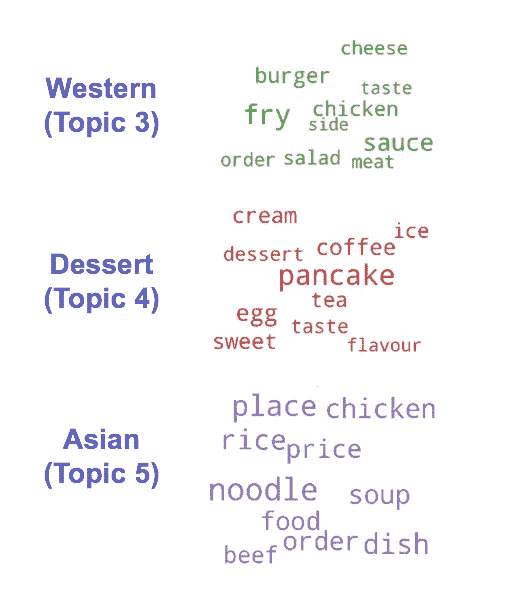 Western
(Topic 3)
cheese
burger
taste
fry chicken
side
sauce
order salad meat
Dessert
(Topic 4)
cream
ice
dessert coffee
pancake
tea
egg
taste
sweet
flavour
Asian
(Topic 5)
place chicken
rice price
noodle soup
food
beef order dish